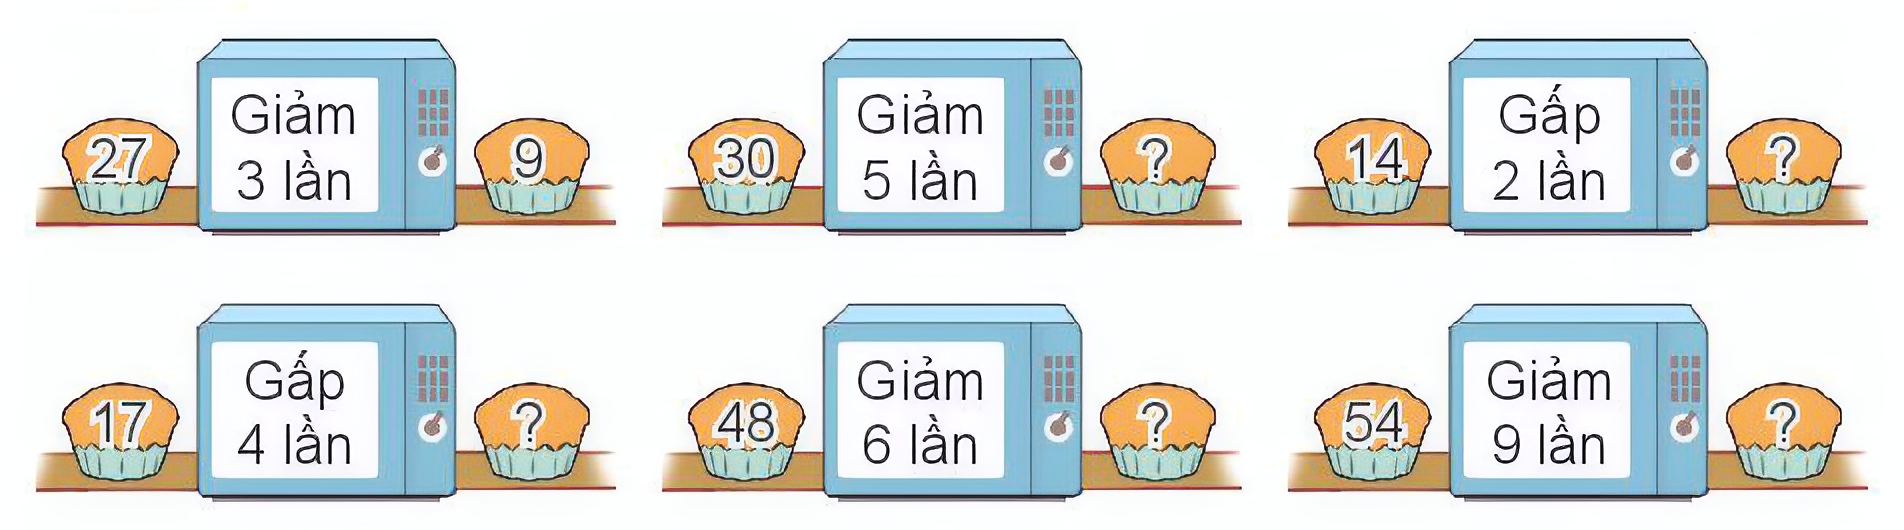 27 Giảm 3 lần 9
30 Giảm 5 lần ?
14 Gấp 2 lần ?
17 Gấp 4 lần ?
48 Giảm 6 lần ?
54 Giảm 9 lần ?